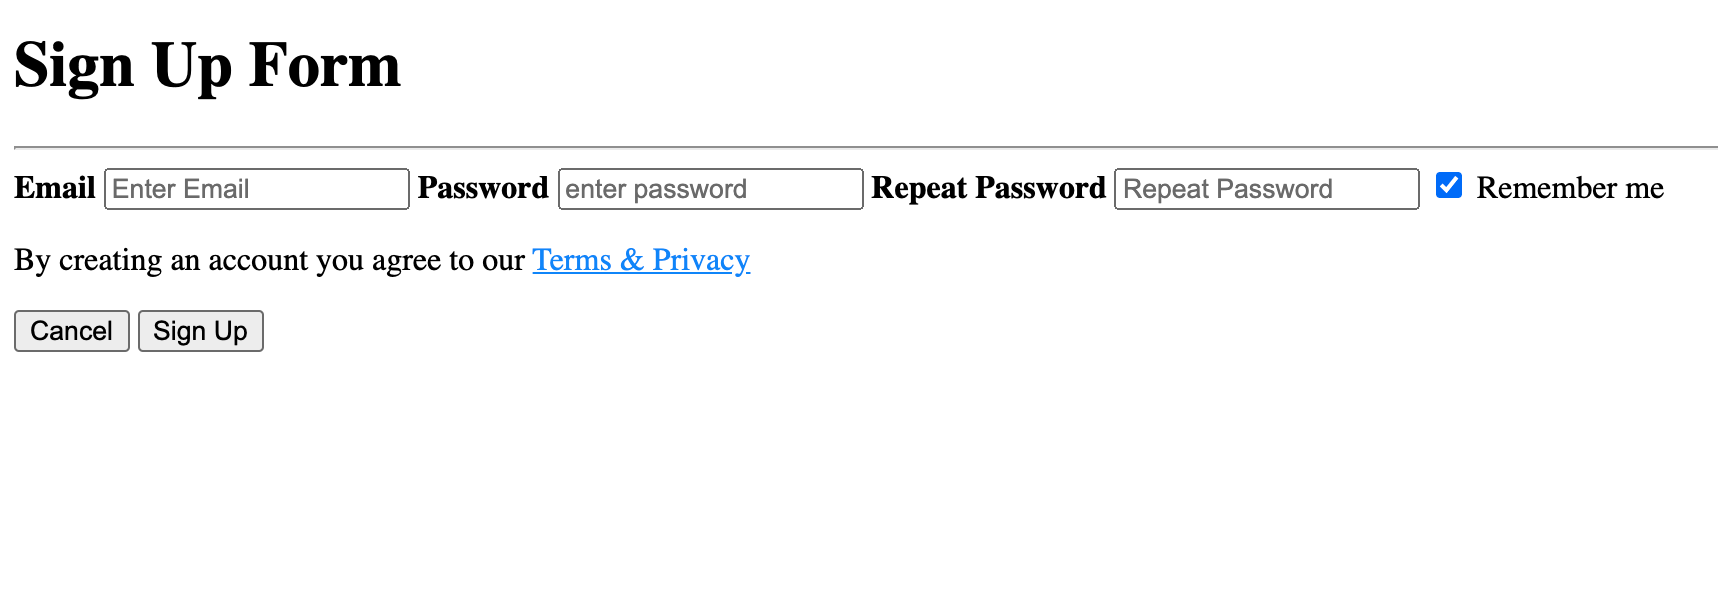 Sign Up Form
Email Enter Email Password enter password Repeat Password Repeat Password Remember me
By creating an account you agree to our Terms & Privacy
Cancel Sign Up